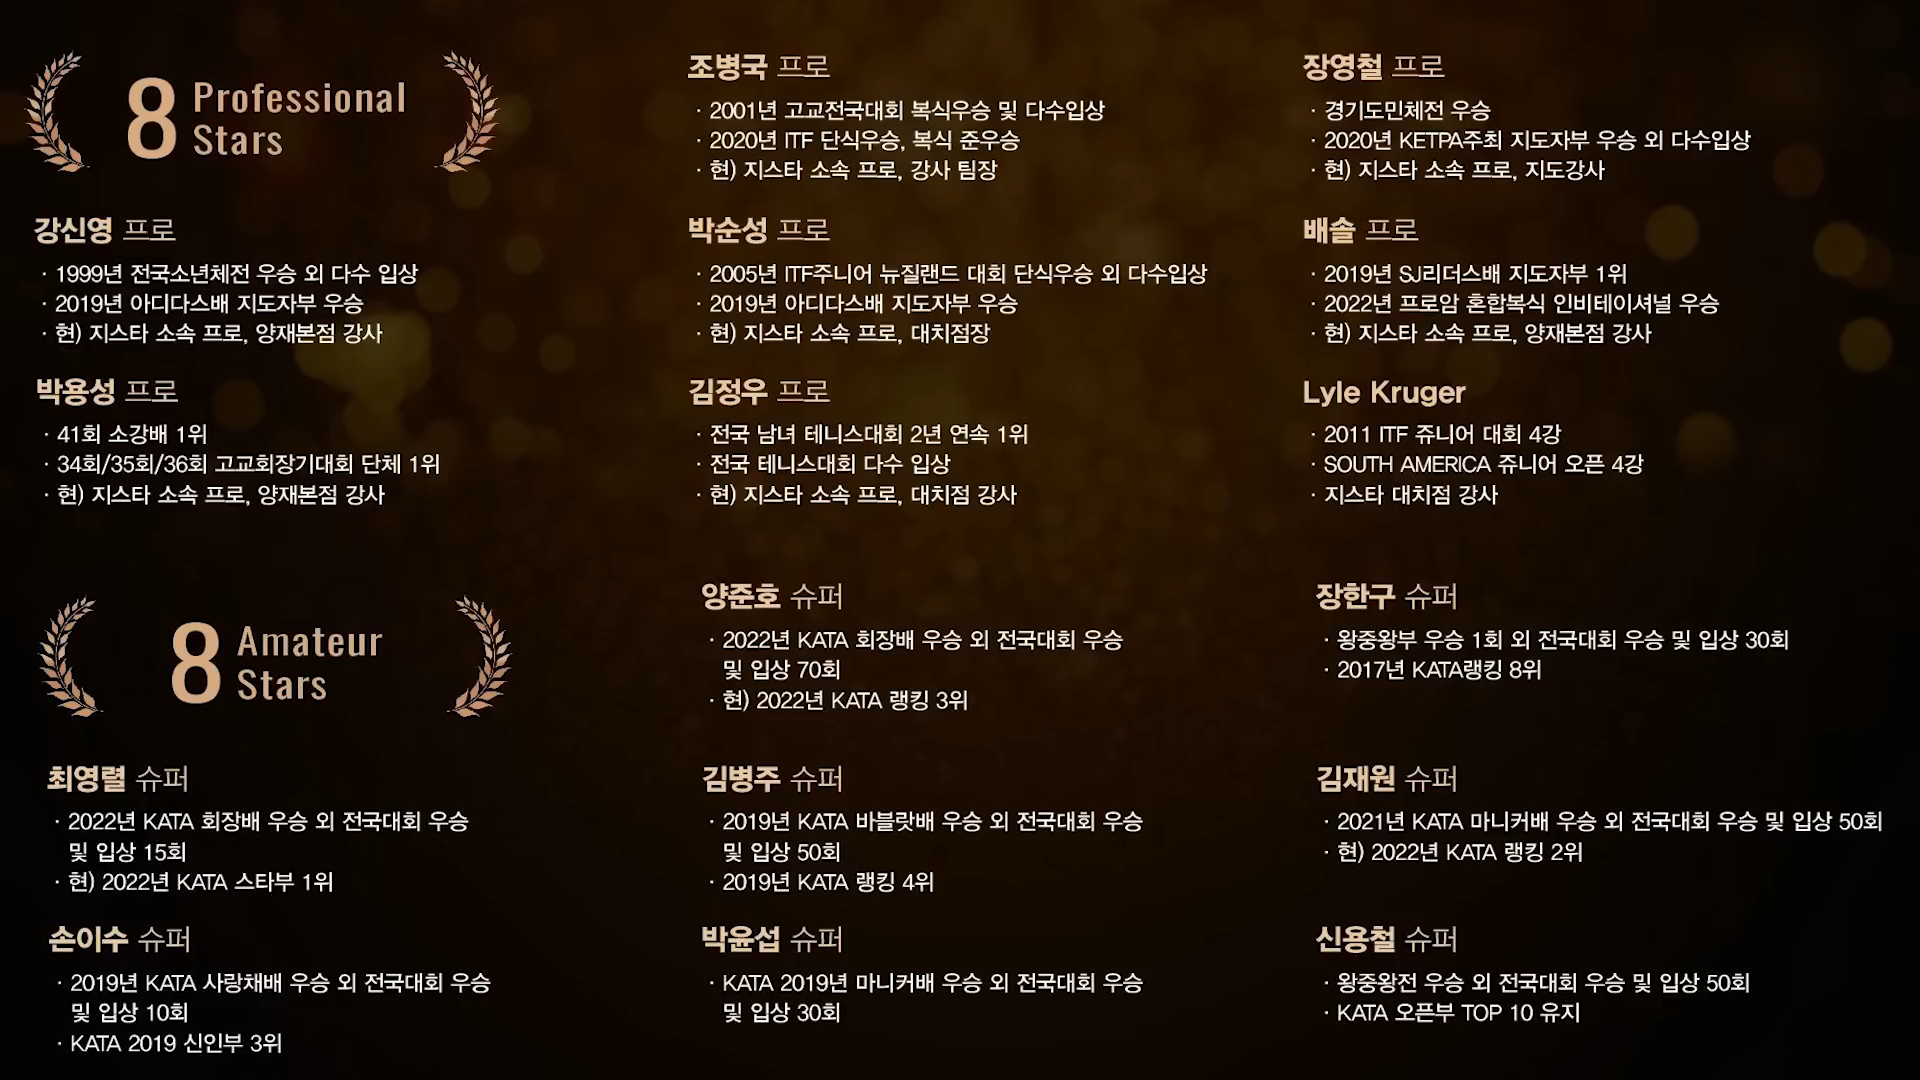 8 Professional
Stars
조병국 프로
· 2001년 고교전국대회 복식우승 및 다수입상
· 2020년 ITF 단식우승, 복식 준우승
· 현) 지스타 소속 프로, 강사 팀장
장영철 프로
· 경기도민체전 우승
· 2020년 KETPA주최 지도자부 우승 외 다수입상
· 현) 지스타 소속 프로, 지도강사
강신영 프로
· 1999년 전국소년체전 우승 외 다수 입상
· 2019년 아디다스배 지도자부 우승
· 현) 지스타 소속 프로, 양재본점 강사
박순성 프로
· 2005년 ITF주니어 뉴질랜드 대회 단식우승 외 다수입상
· 2019년 아디다스배 지도자부 우승
· 현) 지스타 소속 프로, 대치점장
배솔 프로
· 2019년 SJ리더스배 지도자부 1위
· 2022년 프로암 혼합복식 인비테이셔널 우승
· 현) 지스타 소속 프로, 양재본점 강사
박용성 프로
· 41회 소강배 1위
· 34회/35회/36회 고교회장기대회 단체 1위
· 현) 지스타 소속 프로, 양재본점 강사
김정우 프로
· 전국 남녀 테니스대회 2년 연속 1위
· 전국 테니스대회 다수 입상
· 현) 지스타 소속 프로, 대치점 강사
Lyle Kruger
· 2011 ITF 쥬니어 대회 4강
· SOUTH AMERICA 쥬니어 오픈 4강
· 지스타 대치점 강사
8 Amateur
Stars
양준호 슈퍼
· 2022년 KATA 회장배 우승 외 전국대회 우승
및 입상 70회
· 현) 2022년 KATA 랭킹 3위
장한구 슈퍼
· 왕중왕부 우승 1회 외 전국대회 우승 및 입상 30회
· 2017년 KATA랭킹 8위
최영렬 슈퍼
· 2022년 KATA 회장배 우승 외 전국대회 우승
및 입상 15회
· 현) 2022년 KATA 스타부 1위
김병주 슈퍼
· 2019년 KATA 바블랏배 우승 외 전국대회 우승
및 입상 50회
· 2019년 KATA 랭킹 4위
김재원 슈퍼
· 2021년 KATA 마니커배 우승 외 전국대회 우승 및 입상 50회
· 현) 2022년 KATA 랭킹 2위
손이수 슈퍼
· 2019년 KATA 사랑채배 우승 외 전국대회 우승
및 입상 10회
· KATA 2019 신인부 3위
박윤섭 슈퍼
· KATA 2019년 마니커배 우승 외 전국대회 우승
및 입상 30회
신용철 슈퍼
· 왕중왕전 우승 외 전국대회 우승 및 입상 50회
· KATA 오픈부 TOP 10 유지